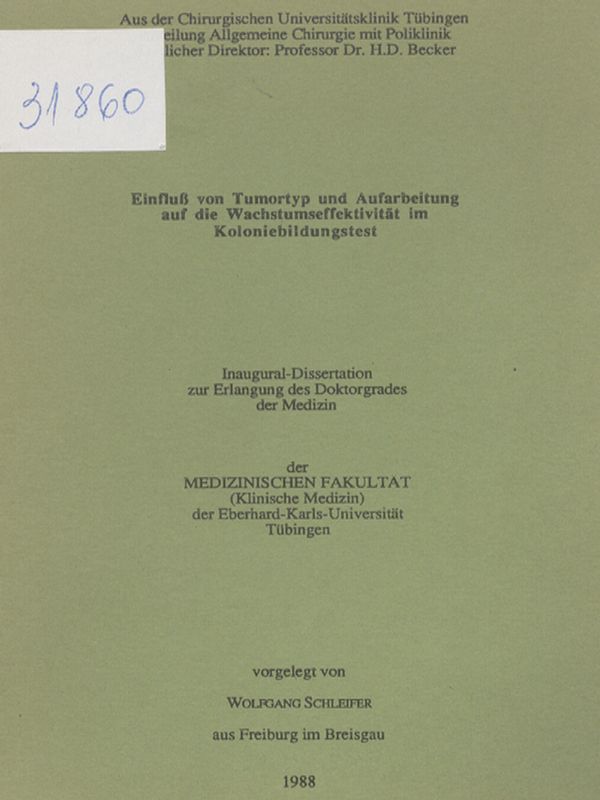 Aus der Chirurgischen Universitätsklinik Tübingen
eilung Allgemeine Chirurgie mit Poliklinik
licher Direktor: Professor Dr. H.D. Becker
31860
Einfluß von Tumortyp und Aufarbeitung
auf die Wachstumseffektivität im
Koloniebildungstest
Inaugural-Dissertation
zur Erlangung des Doktorgrades
der Medizin
der
MEDIZINISCHEN FAKULTAT
(Klinische Medizin)
der Eberhard-Karls-Universität
Tübingen
vorgelegt von
WOLFGANG SCHLEIFER
aus Freiburg im Breisgau
1988